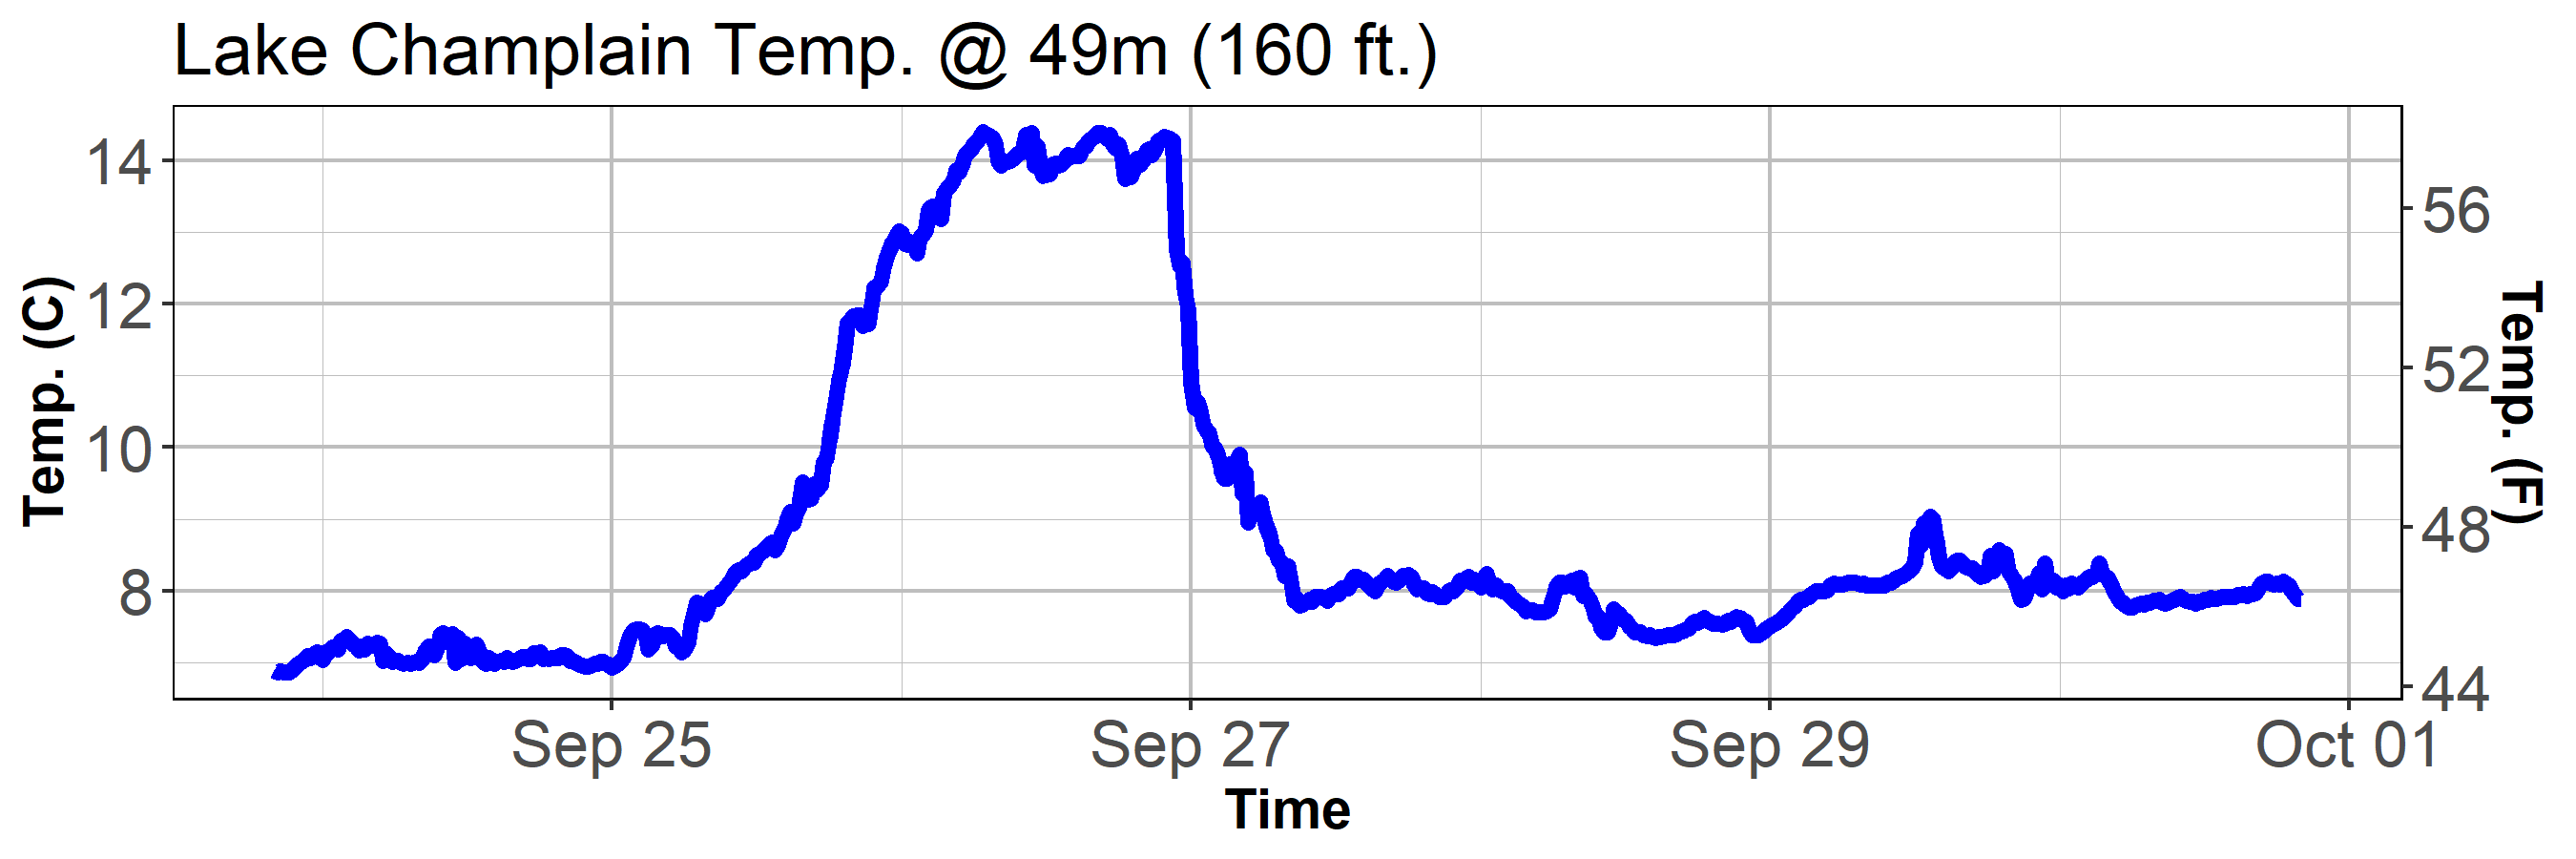 Lake Champlain Temp. @ 49m (160 ft.)
Temp. (C)
14
12
10
8
56
52
48
44
Temp. (F)
Sep 25
Sep 27
Sep 29
Oct 01
Time